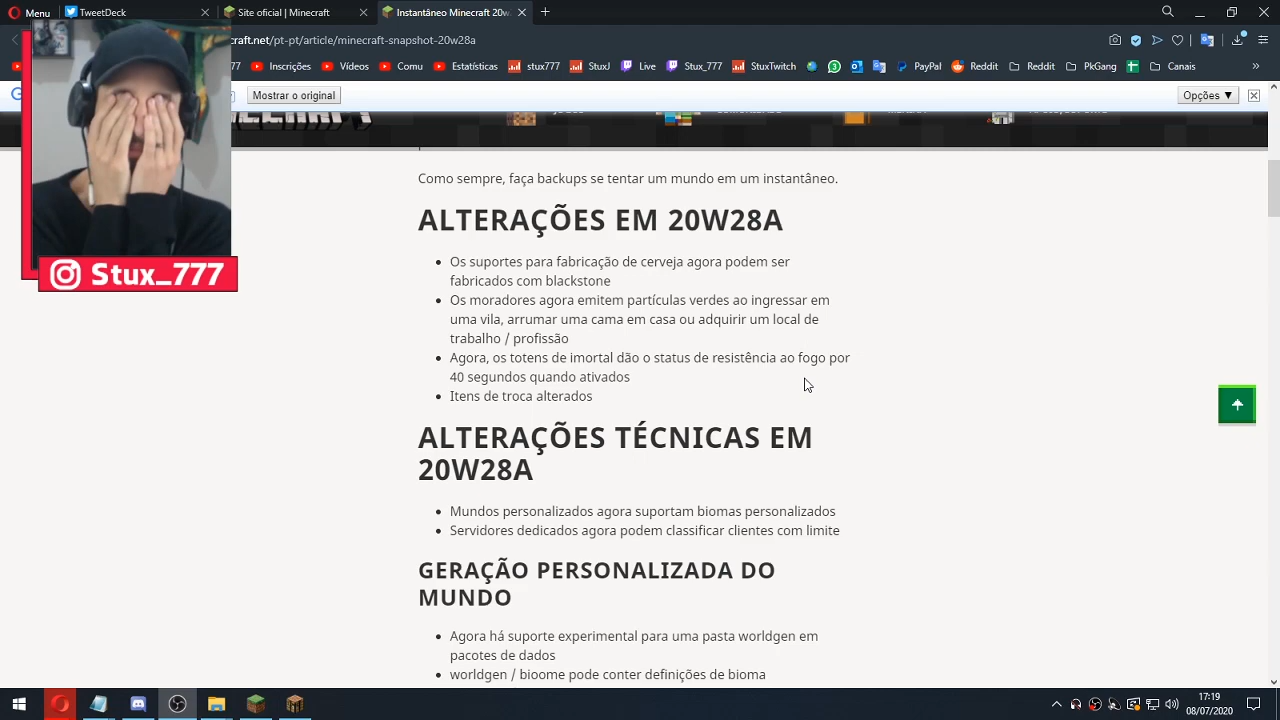 Menu
TweetDeck
Site oficial | Minecraft
Instantâneo Minecraft 20w28
craft.net/pt-pt/article/minecraft-snapshot-20w28a
777
Inscrições
Vídeos
Comu
Estatísticas
stux777
StuxJ
Live
Stux_777
StuxTwitch
PayPal
Reddit
Reddit
PkGang
Canais
Mostrar o original
Opções ▼
Como sempre, faça backups se tentar um mundo em um instantâneo.
ALTERAÇÕES EM 20W28A
Os suportes para fabricação de cerveja agora podem ser
fabricados com blackstone
Os moradores agora emitem partículas verdes ao ingressar em
uma vila, arrumar uma cama em casa ou adquirir um local de
trabalho / profissão
Agora, os totens de imortal dão o status de resistência ao fogo por
40 segundos quando ativados
Itens de troca alterados
ALTERAÇÕES TÉCNICAS EM
20W28A
Mundos personalizados agora suportam biomas personalizados
Servidores dedicados agora podem classificar clientes com limite
GERAÇÃO PERSONALIZADA DO
MUNDO
Agora há suporte experimental para uma pasta worldgen em
pacotes de dados
worldgen / bioome pode conter definições de bioma
Stux_777
17:19
08/07/2020